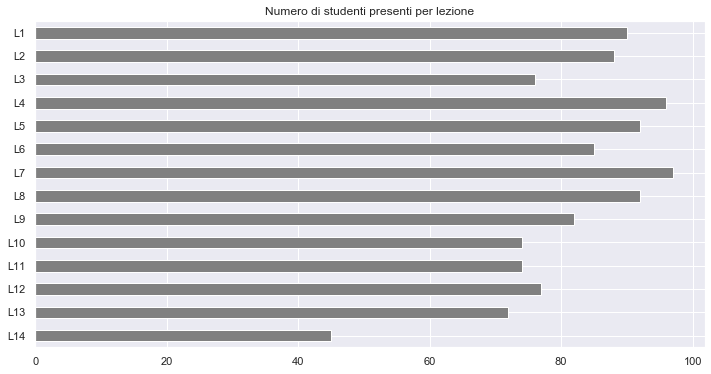 Numero di studenti presenti per lezione
L1
L2
L3
L4
L5
L6
L7
L8
L9
L10
L11
L12
L13
L14
0 20 40 60 80 100